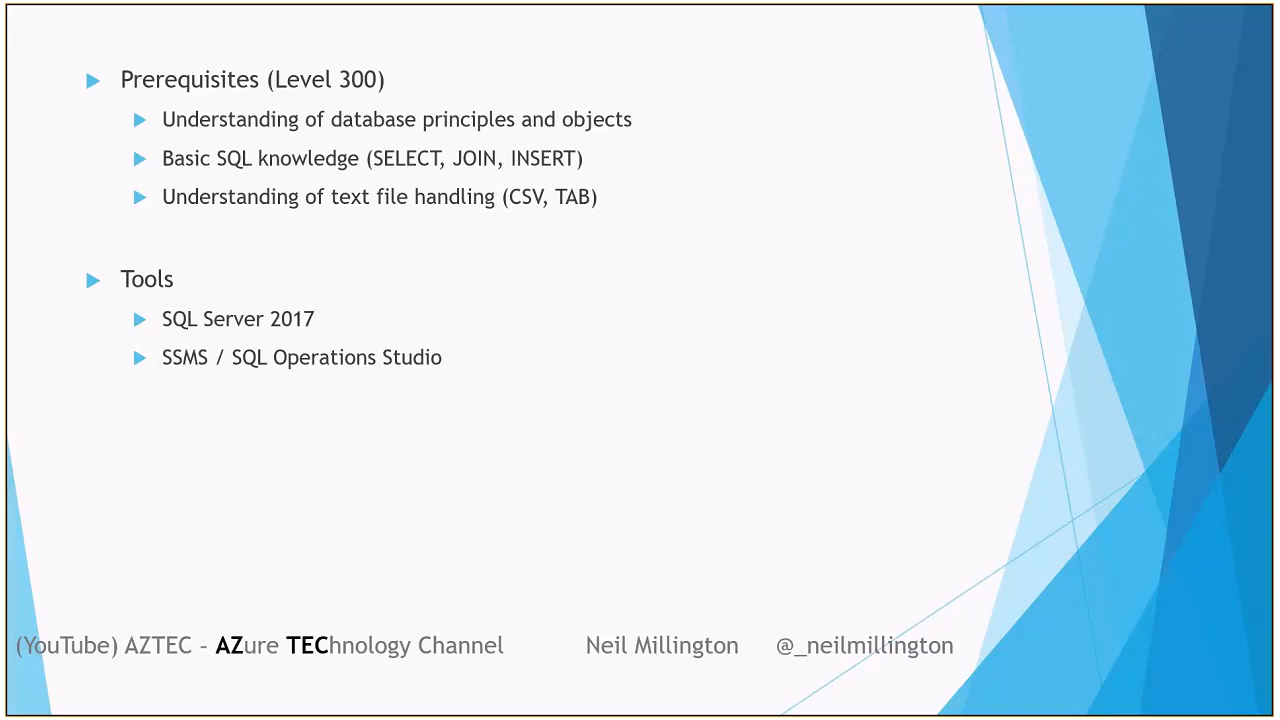 Prerequisites (Level 300)
Understanding of database principles and objects
Basic SQL knowledge (SELECT, JOIN, INSERT)
Understanding of text file handling (CSV, TAB)
Tools
SQL Server 2017
SSMS / SQL Operations Studio
(YouTube) AZTEC - AZure TEChnology Channel Neil Millington @_neilmillington